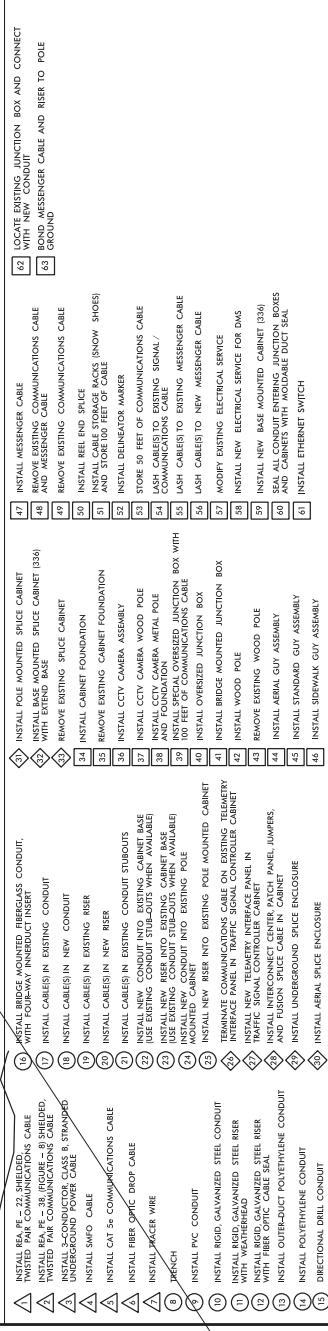 1 INSTALL REA, PE - 22, SHIELDED,
TWISTED PAIR COMMUNICATIONS CABLE
2 INSTALL REA, PE - 38, (FIGURE - 8) SHIELDED,
TWISTED PAIR COMMUNICATIONS CABLE
3 INSTALL 3-CONDUCTOR, CLASS B, STRANDED
UNDERGROUND POWER CABLE
4 INSTALL SMFO CABLE
5 INSTALL CAT 5e COMMUNICATIONS CABLE
6 INSTALL FIBER OPTIC DROP CABLE
7 INSTALL TRACER WIRE
8 TRENCH
9 INSTALL PVC CONDUIT
10 INSTALL RIGID, GALVANIZED STEEL CONDUIT
11 INSTALL RIGID, GALVANIZED STEEL RISER
WITH WEATHERHEAD
12 INSTALL RIGID, GALVANIZED STEEL RISER
WITH FIBER OPTIC CABLE SEAL
13 INSTALL OUTER-DUCT POLYETHYLENE CONDUIT
14 INSTALL POLYETHYLENE CONDUIT
15 DIRECTIONAL DRILL CONDUIT
16 INSTALL BRIDGE MOUNTED FIBERGLASS CONDUIT,
WITH FOUR-WAY INNERDUCT INSERT
17 INSTALL CABLE(S) IN EXISTING CONDUIT
18 INSTALL CABLE(S) IN NEW CONDUIT
19 INSTALL CABLE(S) IN EXISTING RISER
20 INSTALL CABLE(S) IN NEW RISER
21 INSTALL CABLE(S) IN EXISTING CONDUIT STUBOUTS
22 INSTALL NEW CONDUIT INTO EXISTING CABINET BASE
(USE EXISTING CONDUIT STUB-OUTS WHEN AVAILABLE)
23 INSTALL NEW RISER INTO EXISTING CABINET BASE
(USE EXISTING CONDUIT STUB-OUTS WHEN AVAILABLE)
24 INSTALL NEW CONDUIT INTO EXISTING POLE
MOUNTED CABINET
25 INSTALL NEW RISER INTO EXISTING POLE MOUNTED CABINET
26 TERMINATE COMMUNICATIONS CABLE ON EXISTING TELEMETRY
INTERFACE PANEL IN TRAFFIC SIGNAL CONTROLLER CABINET
27 INSTALL NEW TELEMETRY INTERFACE PANEL IN
TRAFFIC SIGNAL CONTROLLER CABINET
28 INSTALL INTERCONNECT CENTER, PATCH PANEL, JUMPERS,
AND FUSION SPLICE CABLE IN CABINET
29 INSTALL UNDERGROUND SPLICE ENCLOSURE
30 INSTALL AERIAL SPLICE ENCLOSURE
31 INSTALL POLE MOUNTED SPLICE CABINET
32 INSTALL BASE MOUNTED SPLICE CABINET (336)
WITH EXTEND BASE
33 REMOVE EXISTING SPLICE CABINET
34 INSTALL CABINET FOUNDATION
35 REMOVE EXISTING CABINET FOUNDATION
36 INSTALL CCTV CAMERA ASSEMBLY
37 INSTALL CCTV CAMERA WOOD POLE
38 INSTALL CCTV CAMERA METAL POLE
AND FOUNDATION
39 INSTALL SPECIAL OVERSIZED JUNCTION BOX WITH
100 FEET OF COMMUNICATIONS CABLE
40 INSTALL OVERSIZED JUNCTION BOX
41 INSTALL BRIDGE MOUNTED JUNCTION BOX
42 INSTALL WOOD POLE
43 REMOVE EXISTING WOOD POLE
44 INSTALL AERIAL GUY ASSEMBLY
45 INSTALL STANDARD GUY ASSEMBLY
46 INSTALL SIDEWALK GUY ASSEMBLY
47 INSTALL MESSENGER CABLE
48 REMOVE EXISTING COMMUNICATIONS CABLE
AND MESSENGER CABLE
49 REMOVE EXISTING COMMUNICATIONS CABLE
50 INSTALL REEL END SPLICE
51 INSTALL CABLE STORAGE RACKS (SNOW SHOES)
AND STORE 100 FEET OF CABLE
52 INSTALL DELINEATOR MARKER
53 STORE 50 FEET OF COMMUNICATIONS CABLE
54 LASH CABLE(S) TO EXISTING SIGNAL /
COMMUNICATIONS CABLE
55 LASH CABLE(S) TO EXISTING MESSENGER CABLE
56 LASH CABLE(S) TO NEW MESSENGER CABLE
57 MODIFY EXISTING ELECTRICAL SERVICE
58 INSTALL NEW ELECTRICAL SERVICE FOR DMS
59 INSTALL NEW BASE MOUNTED CABINET (336)
60 SEAL ALL CONDUIT ENTERING JUNCTION BOXES
AND CABINETS WITH MOLDABLE DUCT SEAL
61 INSTALL ETHERNET SWITCH
62 LOCATE EXISTING JUNCTION BOX AND CONNECT
WITH NEW CONDUIT
63 BOND MESSENGER CABLE AND RISER TO POLE
GROUND